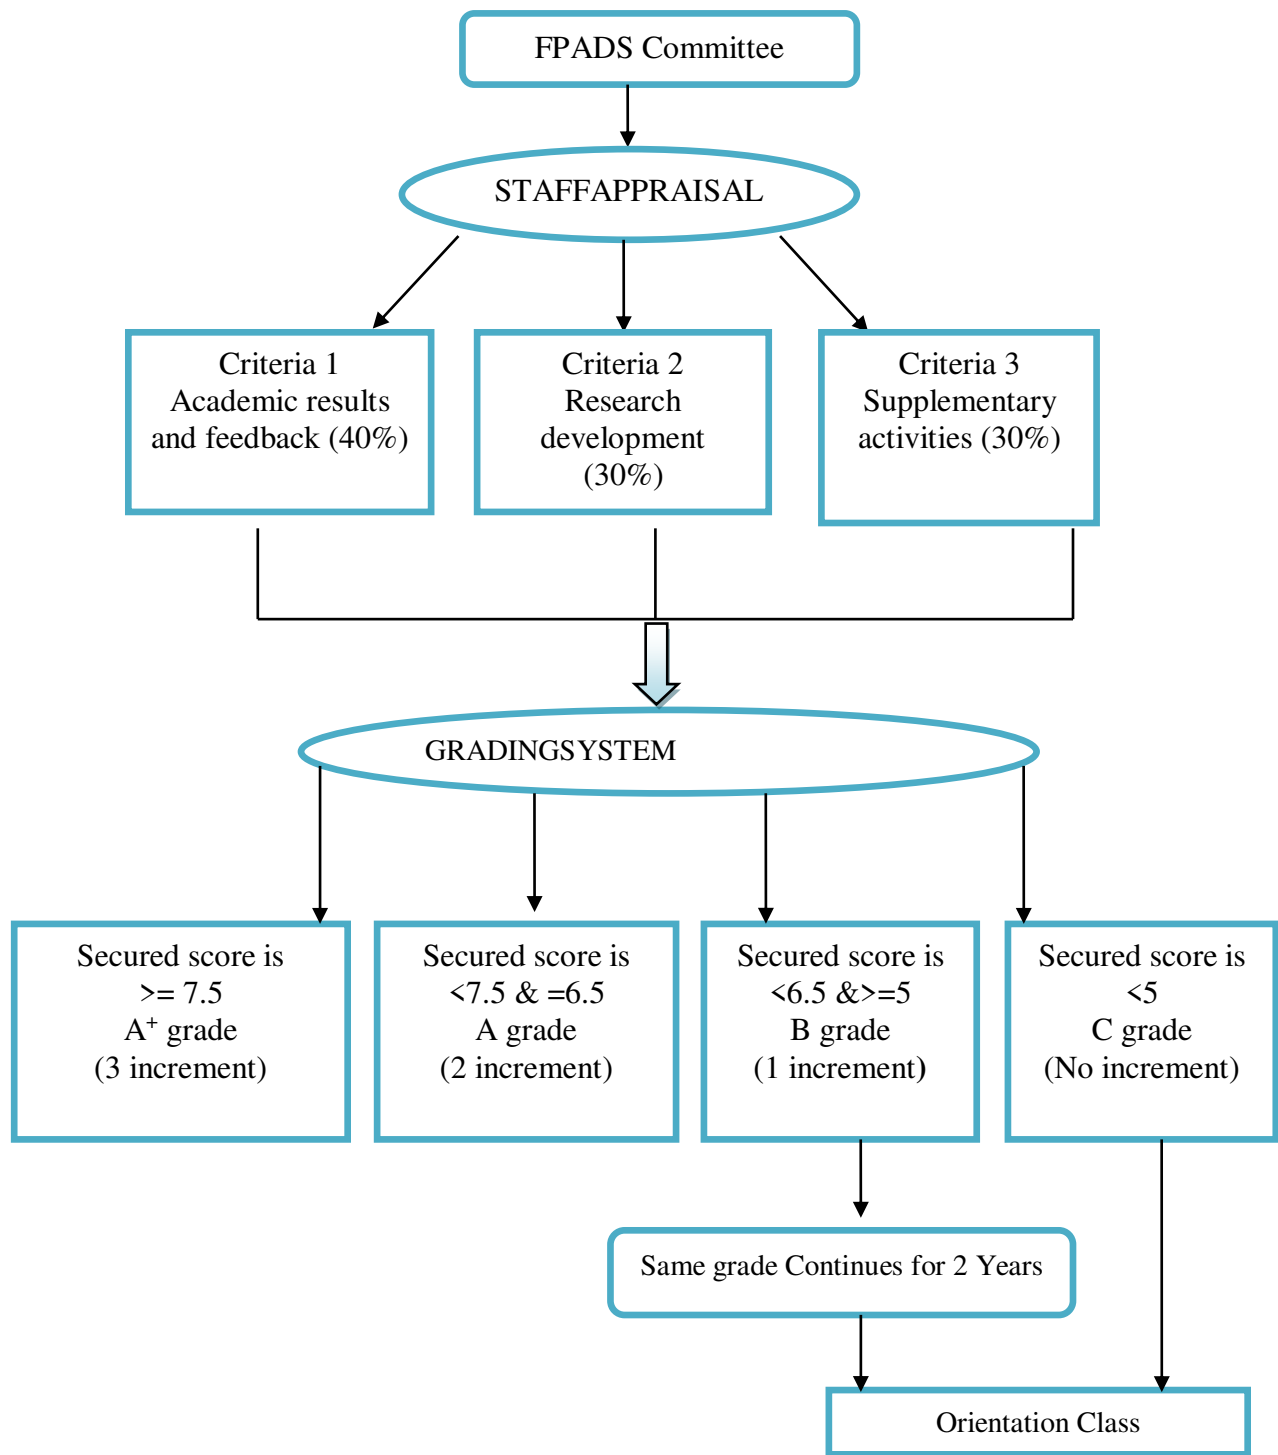 FPADS Committee
STAFFAPPRAISAL
Criteria 1
Academic results
and feedback (40%)
Criteria 2
Research
development
(30%)
Criteria 3
Supplementary
activities (30%)
GRADINGSYSTEM
Secured score is
>= 7.5
A⁺ grade
(3 increment)
Secured score is
<7.5 & =6.5
A grade
(2 increment)
Secured score is
<6.5 &>=5
B grade
(1 increment)
Secured score is
<5
C grade
(No increment)
Same grade Continues for 2 Years
Orientation Class